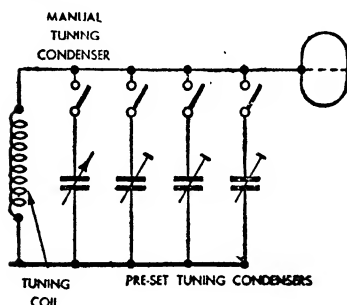 MANUAL
TUNING
CONDENSER
TUNING
COIL
PRE-SET TUNING CONDENSERS